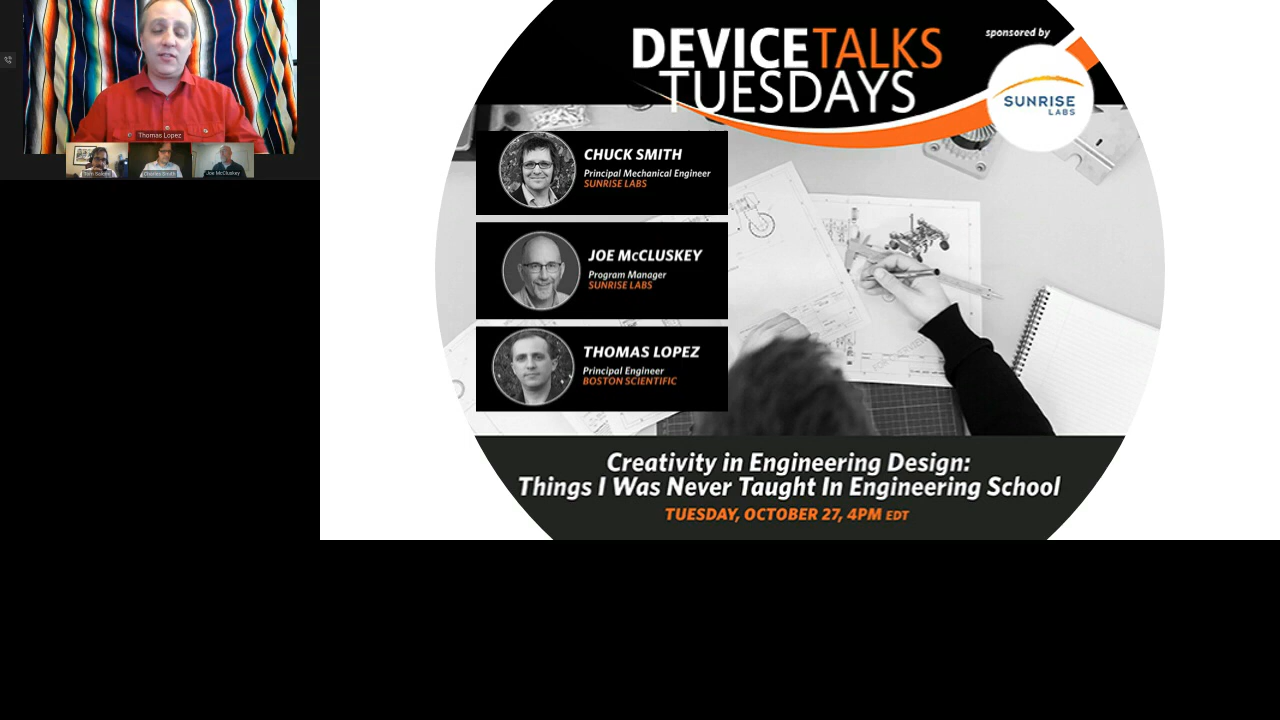 Thomas Lopez
Tom Salemi
Charles Smith
Joe McCluskey
DEVICETALKS
TUESDAYS
sponsored by
SUNRISE
LABS
CHUCK SMITH
Principal Mechanical Engineer
SUNRISE LABS
JOE McCLUSKEY
Program Manager
SUNRISE LABS
THOMAS LOPEZ
Principal Engineer
BOSTON SCIENTIFIC
Creativity in Engineering Design:
Things I Was Never Taught In Engineering School
TUESDAY, OCTOBER 27, 4PM EDT